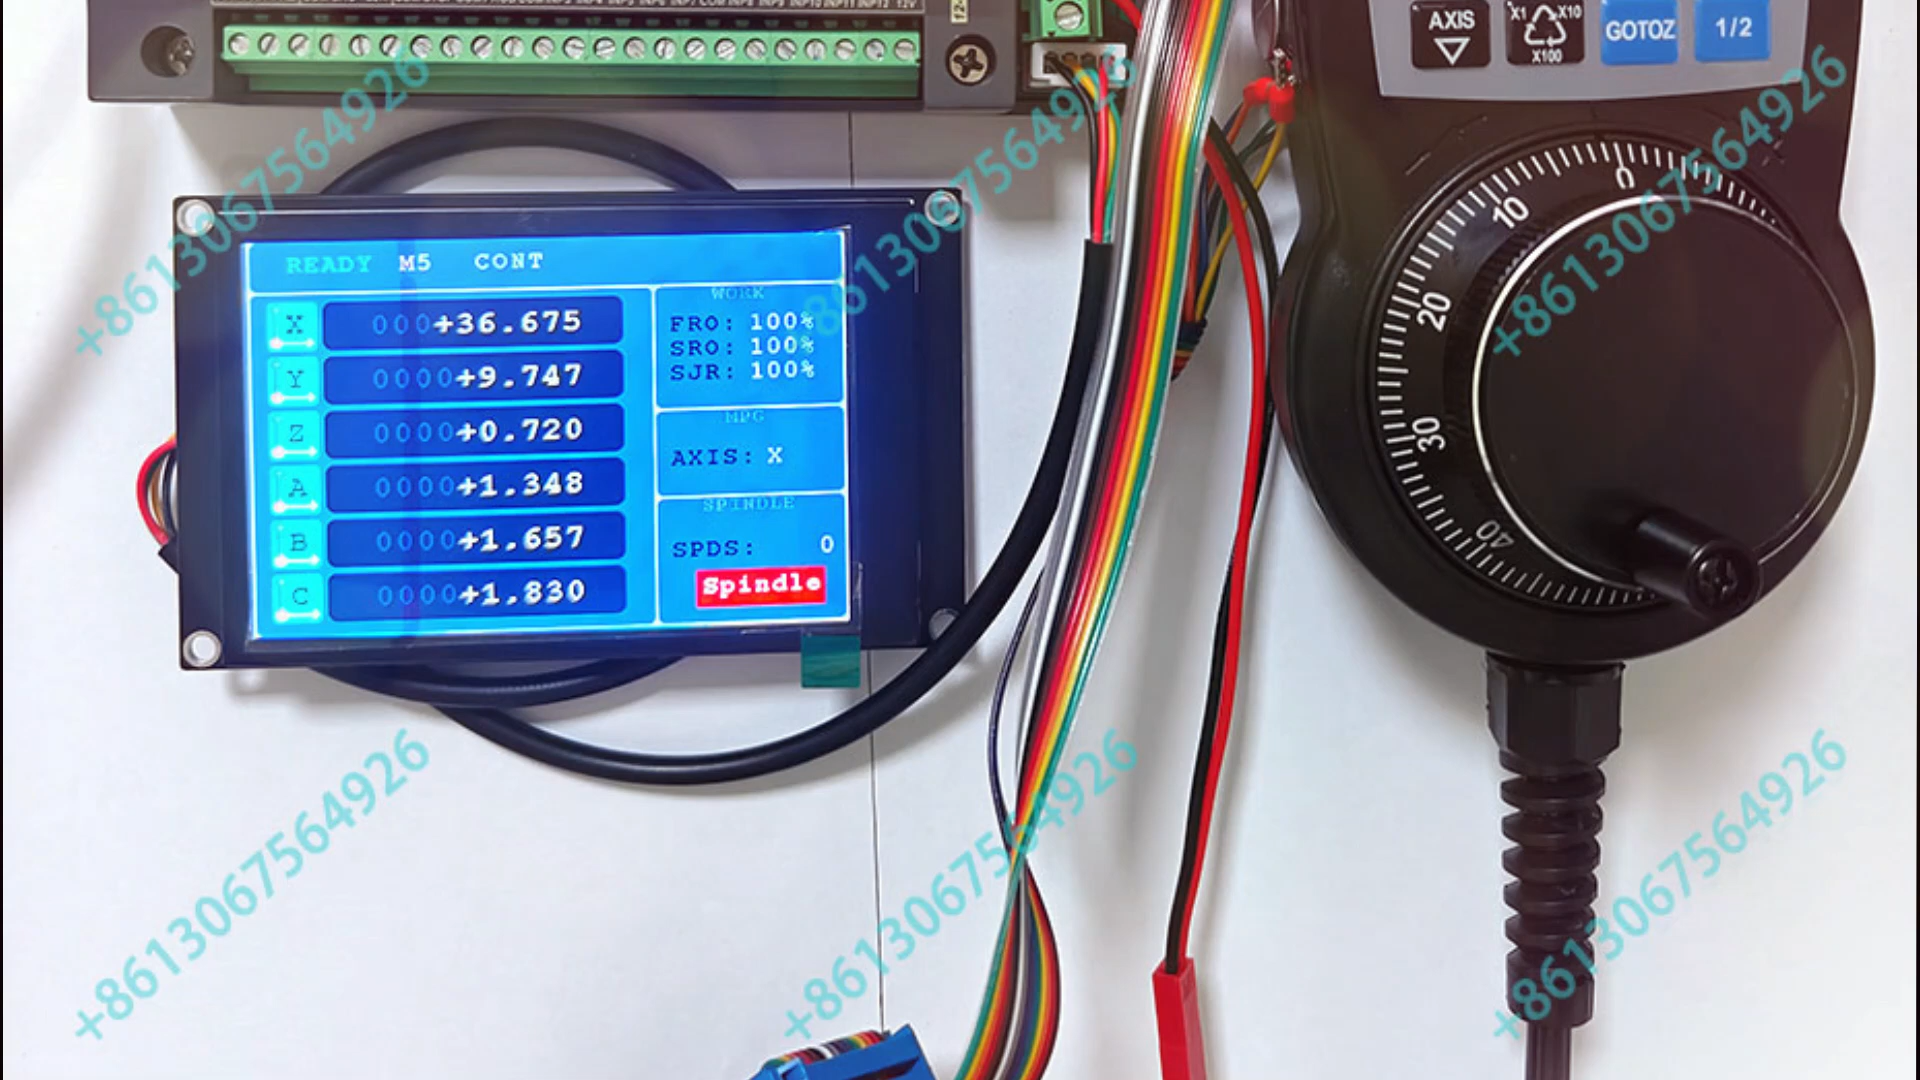 AXIS
X1 X10
X100
GOTOZ
1/2
READY M5 CONT
X 000+36.675
Y 0000+9.747
Z 0000+0.720
A 0000+1.348
B 0000+1.657
C 0000+1.830
WORK
FRO: 100%
SRO: 100%
SJR: 100%
MPG
AXIS: X
SPINDLE
SPDS: 0
Spindle
0
10
20
30
40
+8613067564926
+8613067564926
+8613067564926
+8613067564926
+8613067564926
+8613067564926